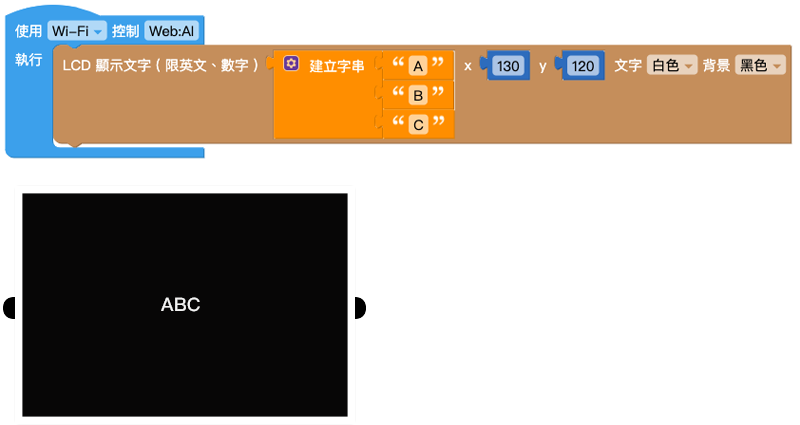 使用 Wi-Fi 控制 Web:AI
執行 LCD 顯示文字 ( 限英文、數字 ) 建立字串 “ A ” x 130 y 120 文字 白色 背景 黑色
“ B ”
“ C ”
ABC